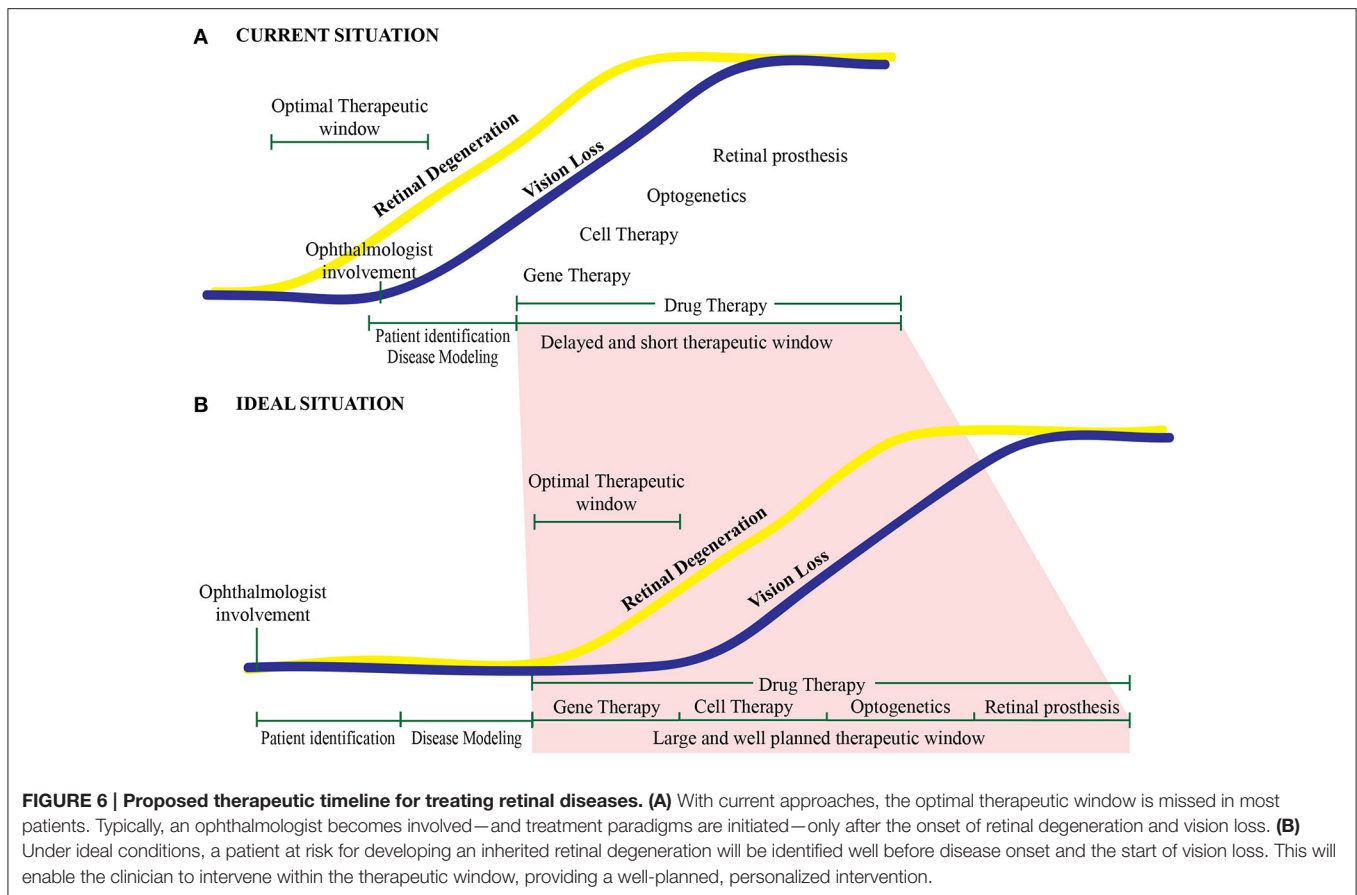 A CURRENT SITUATION
Optimal Therapeutic
window
Retinal Degeneration
Vision Loss
Retinal prosthesis
Optogenetics
Cell Therapy
Ophthalmologist
involvement
Gene Therapy
Drug Therapy
Patient identification
Disease Modeling
Delayed and short therapeutic window
B IDEAL SITUATION
Optimal Therapeutic
window
Retinal Degeneration
Vision Loss
Ophthalmologist
involvement
Drug Therapy
Gene Therapy
Cell Therapy
Optogenetics
Retinal prosthesis
Patient identification
Disease Modeling
Large and well planned therapeutic window
FIGURE 6 | Proposed therapeutic timeline for treating retinal diseases. (A) With current approaches, the optimal therapeutic window is missed in most
patients. Typically, an ophthalmologist becomes involved—and treatment paradigms are initiated—only after the onset of retinal degeneration and vision loss. (B)
Under ideal conditions, a patient at risk for developing an inherited retinal degeneration will be identified well before disease onset and the start of vision loss. This will
enable the clinician to intervene within the therapeutic window, providing a well-planned, personalized intervention.